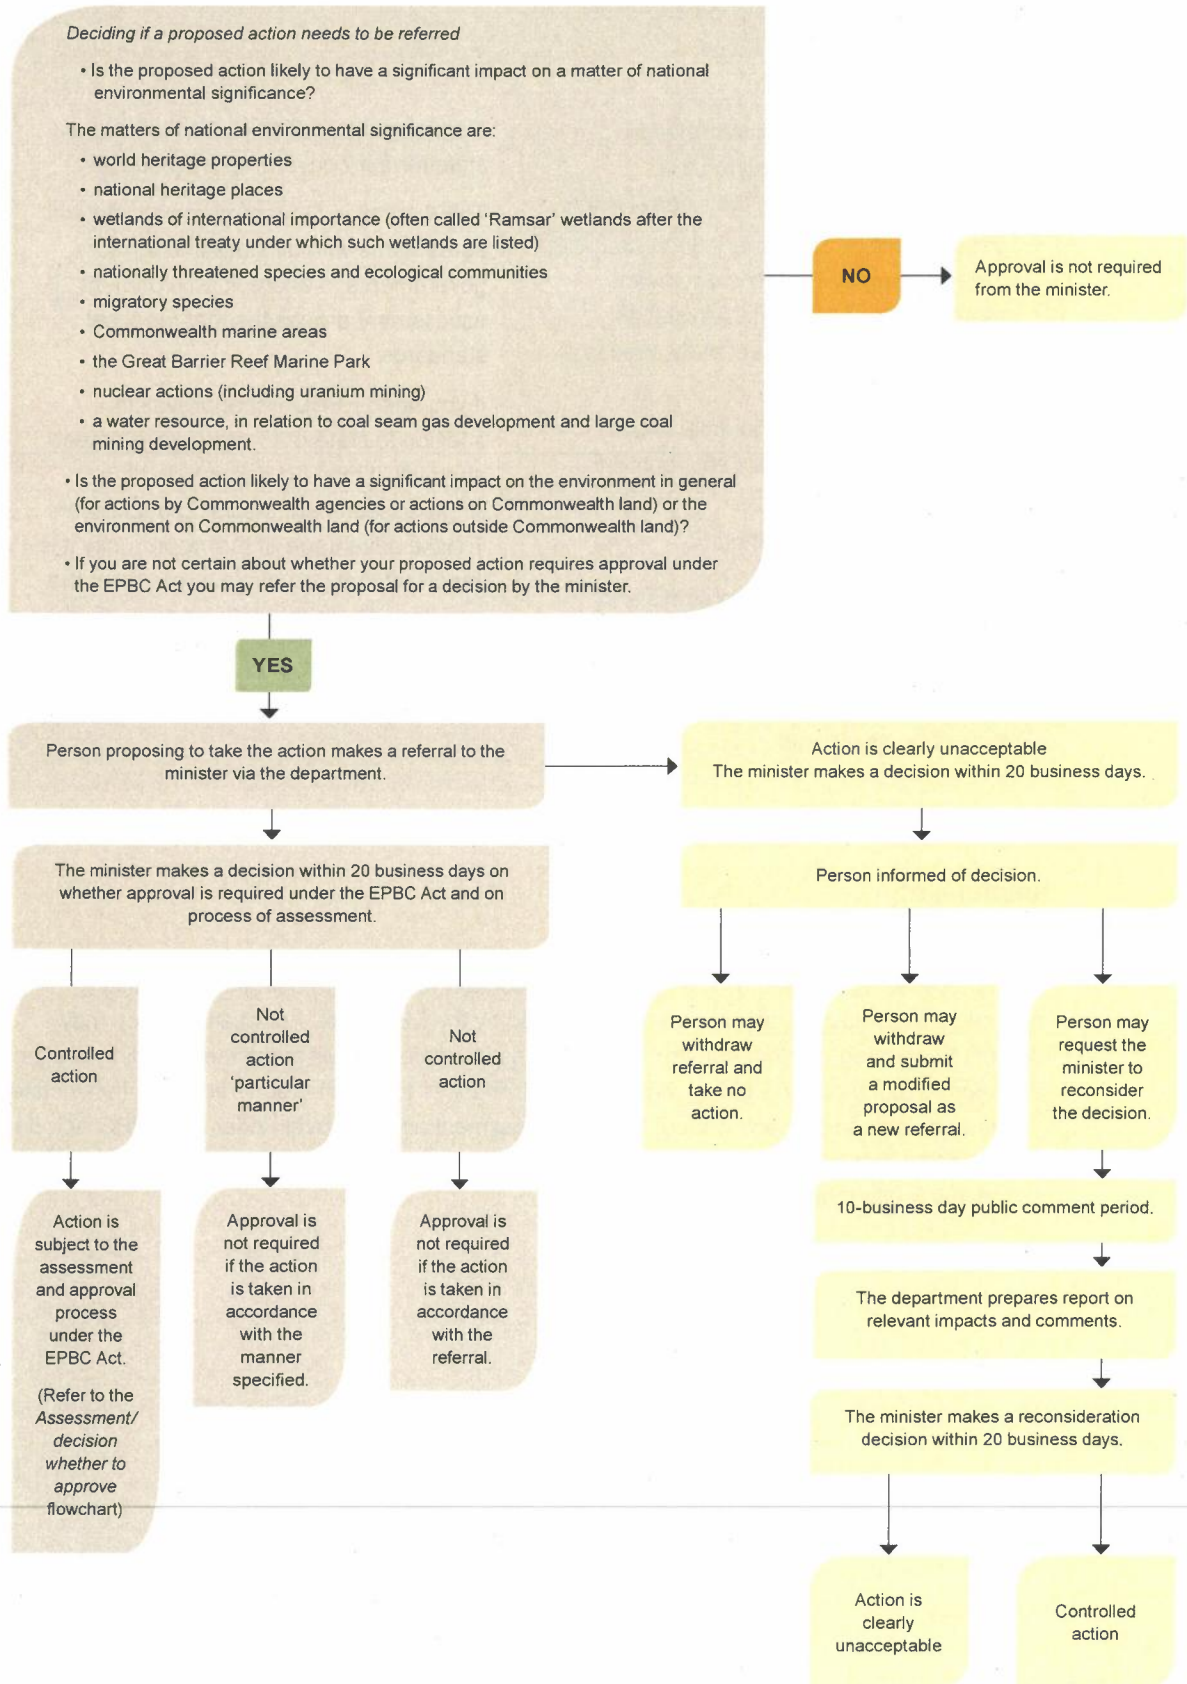 Deciding if a proposed action needs to be referred
• Is the proposed action likely to have a significant impact on a matter of national
environmental significance?
The matters of national environmental significance are:
• world heritage properties
• national heritage places
• wetlands of international importance (often called 'Ramsar' wetlands after the
international treaty under which such wetlands are listed)
• nationally threatened species and ecological communities
• migratory species
• Commonwealth marine areas
• the Great Barrier Reef Marine Park
• nuclear actions (including uranium mining)
• a water resource, in relation to coal seam gas development and large coal
mining development.
• Is the proposed action likely to have a significant impact on the environment in general
(for actions by Commonwealth agencies or actions on Commonwealth land) or the
environment on Commonwealth land (for actions outside Commonwealth land)?
• If you are not certain about whether your proposed action requires approval under
the EPBC Act you may refer the proposal for a decision by the minister.
NO
Approval is not required
from the minister.
YES
Person proposing to take the action makes a referral to the
minister via the department.
Action is clearly unacceptable
The minister makes a decision within 20 business days.
The minister makes a decision within 20 business days on
whether approval is required under the EPBC Act and on
process of assessment.
Person informed of decision.
Controlled
action
Not
controlled
action
'particular
manner'
Not
controlled
action
Person may
withdraw
referral and
take no
action.
Person may
withdraw
and submit
a modified
proposal as
a new referral.
Person may
request the
minister to
reconsider
the decision.
Action is
subject to the
assessment
and approval
process
under the
EPBC Act.
(Refer to the
Assessment/
decision
whether to
approve
flowchart)
Approval is
not required
if the action
is taken in
accordance
with the
manner
specified.
Approval is
not required
if the action
is taken in
accordance
with the
referral.
10-business day public comment period.
The department prepares report on
relevant impacts and comments.
The minister makes a reconsideration
decision within 20 business days.
Action is
clearly
unacceptable
Controlled
action